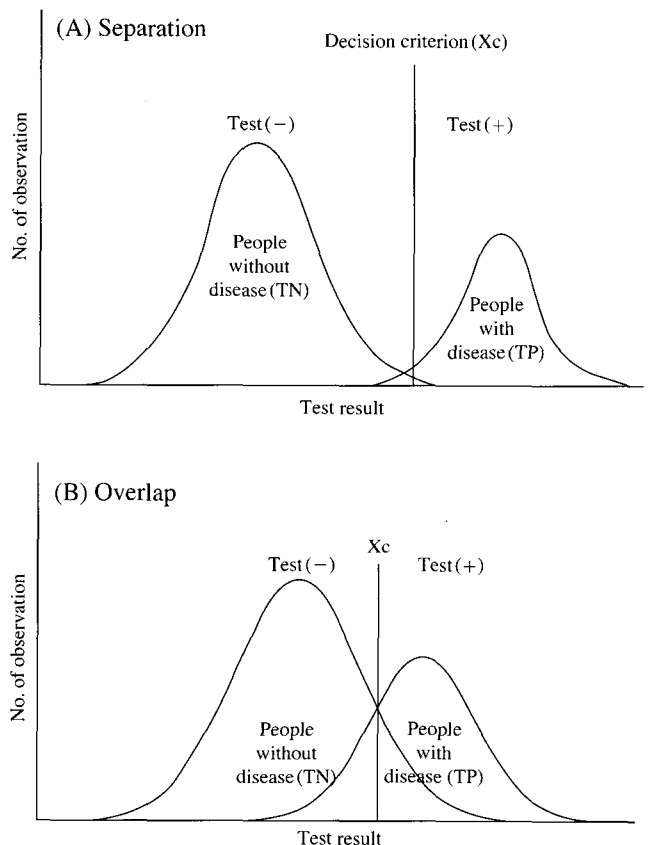 (A) Separation
Decision criterion (Xc)
Test (−)
Test (+)
No. of observation
People
without
disease (TN)
People
with
disease (TP)
Test result
(B) Overlap
Xc
Test (−)
Test (+)
No. of observation
People
without
disease (TN)
People
with
disease (TP)
Test result